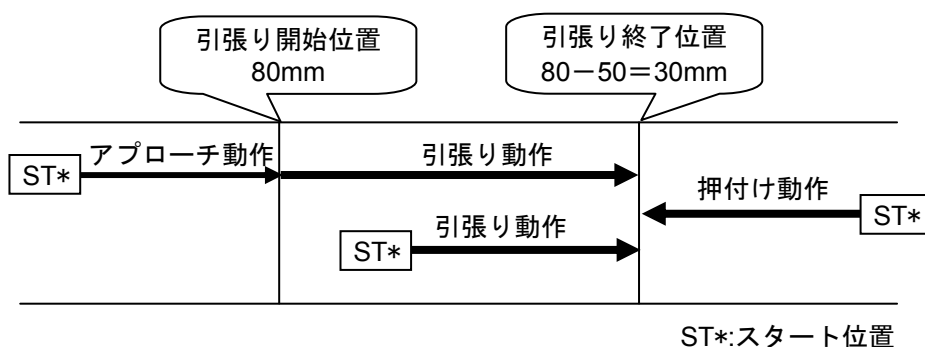 引張り開始位置
80mm
引張り終了位置
80－50＝30mm
アプローチ動作
引張り動作
ST*
押付け動作
ST*
引張り動作
ST*
ST*:スタート位置